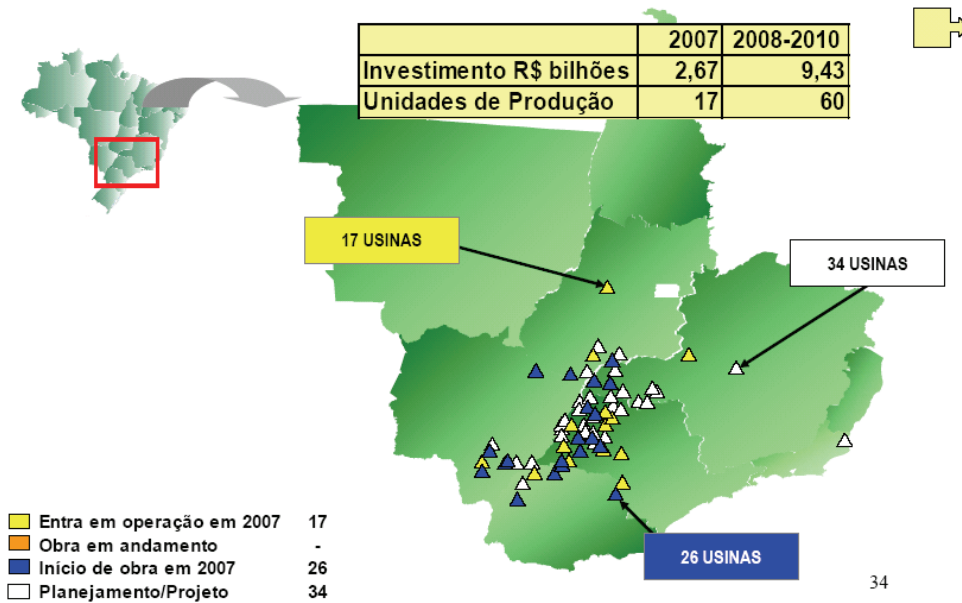 2007 2008-2010
Investimento R$ bilhões 2,67 9,43
Unidades de Produção 17 60
17 USINAS
34 USINAS
26 USINAS
Entra em operação em 2007 17
Obra em andamento -
Início de obra em 2007 26
Planejamento/Projeto 34
34